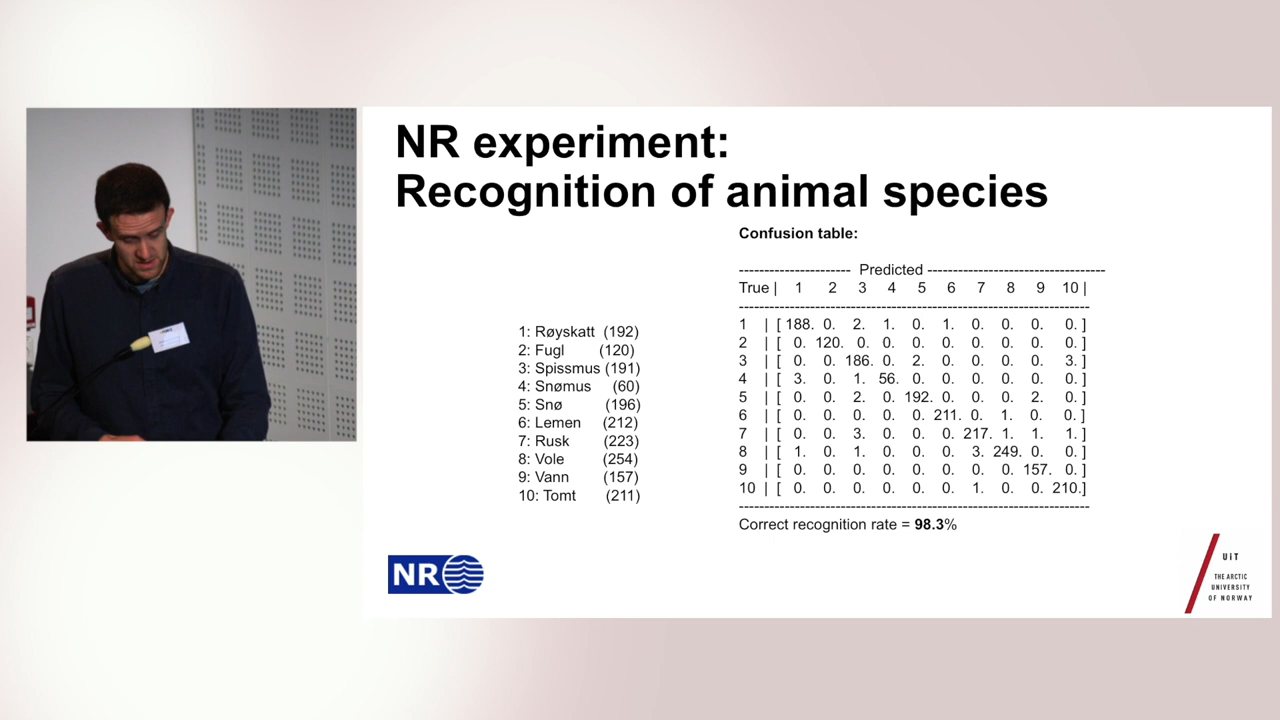 NR experiment:
Recognition of animal species
Confusion table:
---------------------- Predicted -----------------------------------
True | 1 2 3 4 5 6 7 8 9 10 |
---------------------------------------------------------------------
1: Røyskatt (192)
2: Fugl (120)
3: Spissmus (191)
4: Snømus (60)
5: Snø (196)
6: Lemen (212)
7: Rusk (223)
8: Vole (254)
9: Vann (157)
10: Tomt (211)
1 | [ 188. 0. 2. 1. 0. 1. 0. 0. 0. 0. ]
2 | [ 0. 120. 0. 0. 0. 0. 0. 0. 0. 0. ]
3 | [ 0. 0. 186. 0. 2. 0. 0. 0. 0. 3. ]
4 | [ 3. 0. 1. 56. 0. 0. 0. 0. 0. 0. ]
5 | [ 0. 0. 2. 0. 192. 0. 0. 0. 2. 0. ]
6 | [ 0. 0. 0. 0. 0. 211. 0. 1. 0. 0. ]
7 | [ 0. 0. 3. 0. 0. 0. 217. 1. 1. 1. ]
8 | [ 1. 0. 1. 0. 0. 0. 3. 249. 0. 0. ]
9 | [ 0. 0. 0. 0. 0. 0. 0. 0. 157. 0. ]
10 | [ 0. 0. 0. 0. 0. 0. 1. 0. 0. 210.]
---------------------------------------------------------------------
Correct recognition rate = 98.3%
NR
UiT
THE ARCTIC
UNIVERSITY
OF NORWAY